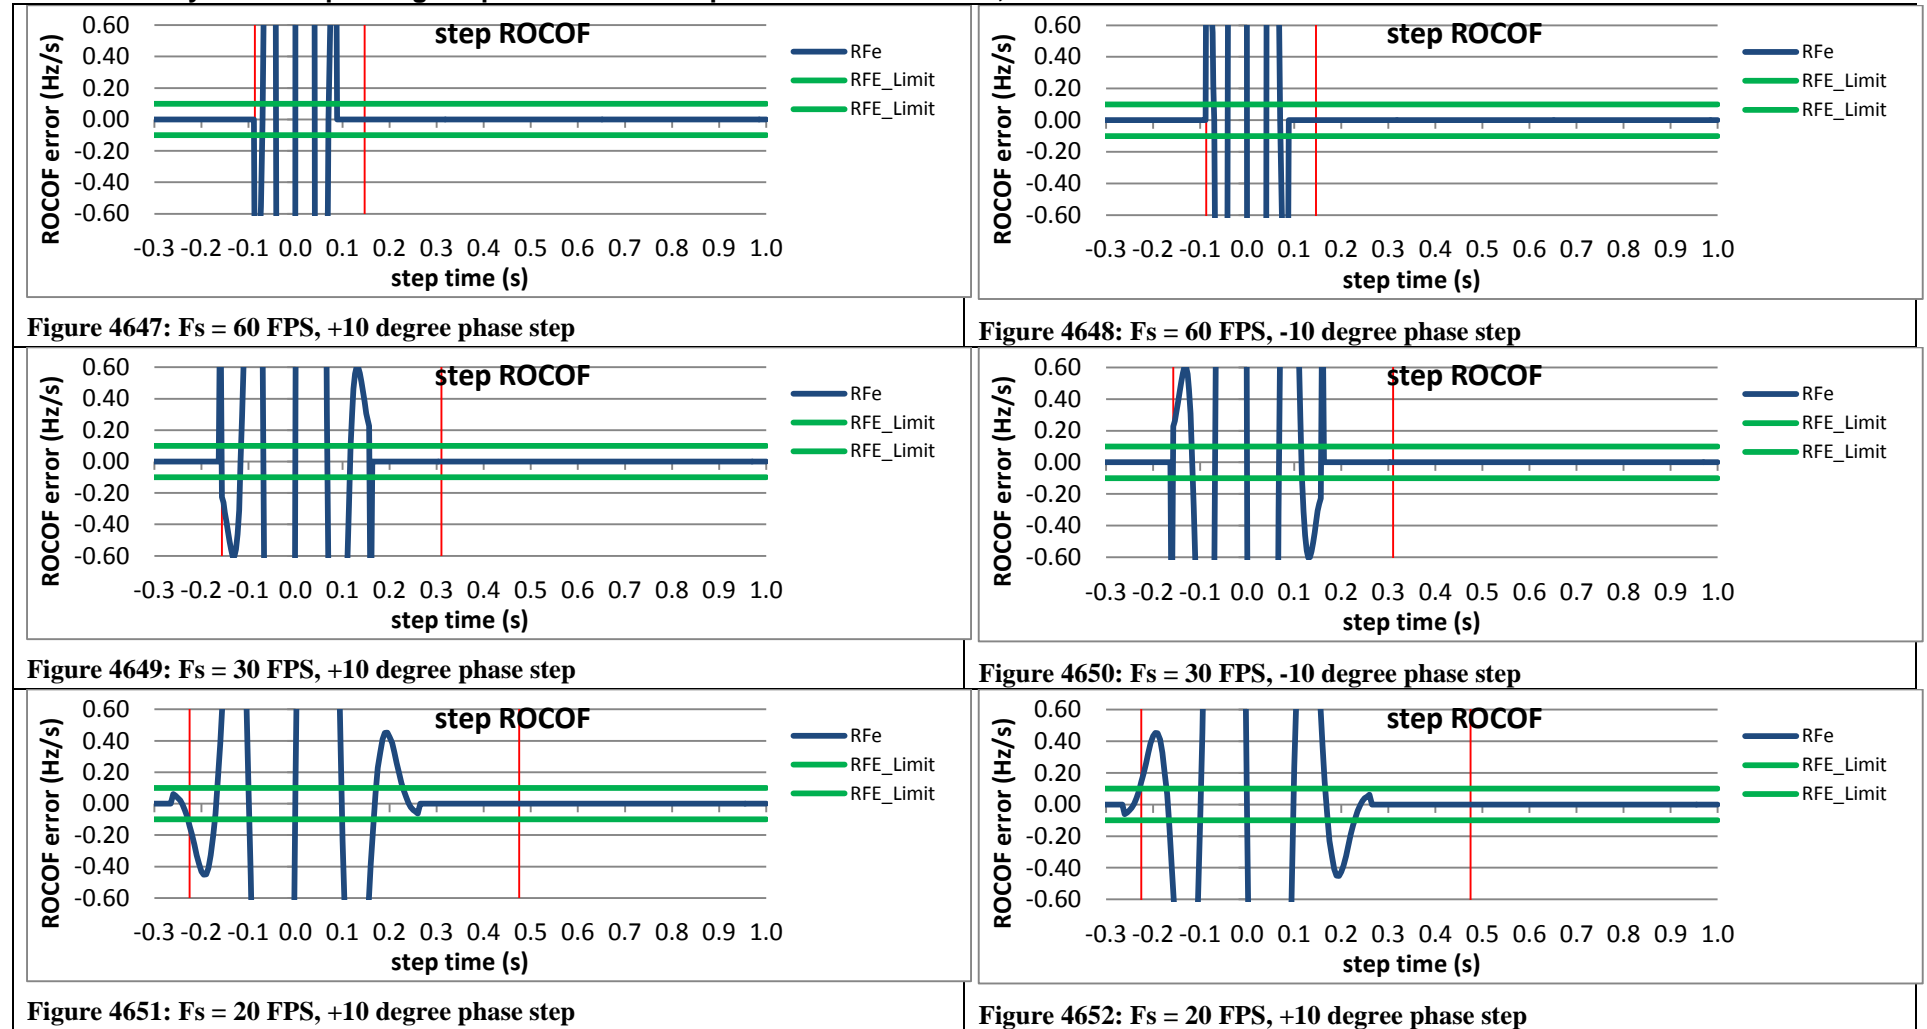 step ROCOF
ROCOF error (Hz/s)
0.60
0.40
0.20
0.00
-0.20
-0.40
-0.60
-0.3 -0.2 -0.1 0.0 0.1 0.2 0.3 0.4 0.5 0.6 0.7 0.8 0.9 1.0
step time (s)
RFe
RFE_Limit
RFE_Limit
Figure 4647: Fs = 60 FPS, +10 degree phase step
step ROCOF
ROCOF error (Hz/s)
0.60
0.40
0.20
0.00
-0.20
-0.40
-0.60
-0.3 -0.2 -0.1 0.0 0.1 0.2 0.3 0.4 0.5 0.6 0.7 0.8 0.9 1.0
step time (s)
RFe
RFE_Limit
RFE_Limit
Figure 4648: Fs = 60 FPS, -10 degree phase step
step ROCOF
ROCOF error (Hz/s)
0.60
0.40
0.20
0.00
-0.20
-0.40
-0.60
-0.3 -0.2 -0.1 0.0 0.1 0.2 0.3 0.4 0.5 0.6 0.7 0.8 0.9 1.0
step time (s)
RFe
RFE_Limit
RFE_Limit
Figure 4649: Fs = 30 FPS, +10 degree phase step
step ROCOF
ROCOF error (Hz/s)
0.60
0.40
0.20
0.00
-0.20
-0.40
-0.60
-0.3 -0.2 -0.1 0.0 0.1 0.2 0.3 0.4 0.5 0.6 0.7 0.8 0.9 1.0
step time (s)
RFe
RFE_Limit
RFE_Limit
Figure 4650: Fs = 30 FPS, -10 degree phase step
step ROCOF
ROCOF error (Hz/s)
0.60
0.40
0.20
0.00
-0.20
-0.40
-0.60
-0.3 -0.2 -0.1 0.0 0.1 0.2 0.3 0.4 0.5 0.6 0.7 0.8 0.9 1.0
step time (s)
RFe
RFE_Limit
RFE_Limit
Figure 4651: Fs = 20 FPS, +10 degree phase step
step ROCOF
ROCOF error (Hz/s)
0.60
0.40
0.20
0.00
-0.20
-0.40
-0.60
-0.3 -0.2 -0.1 0.0 0.1 0.2 0.3 0.4 0.5 0.6 0.7 0.8 0.9 1.0
step time (s)
RFe
RFE_Limit
RFE_Limit
Figure 4652: Fs = 20 FPS, +10 degree phase step